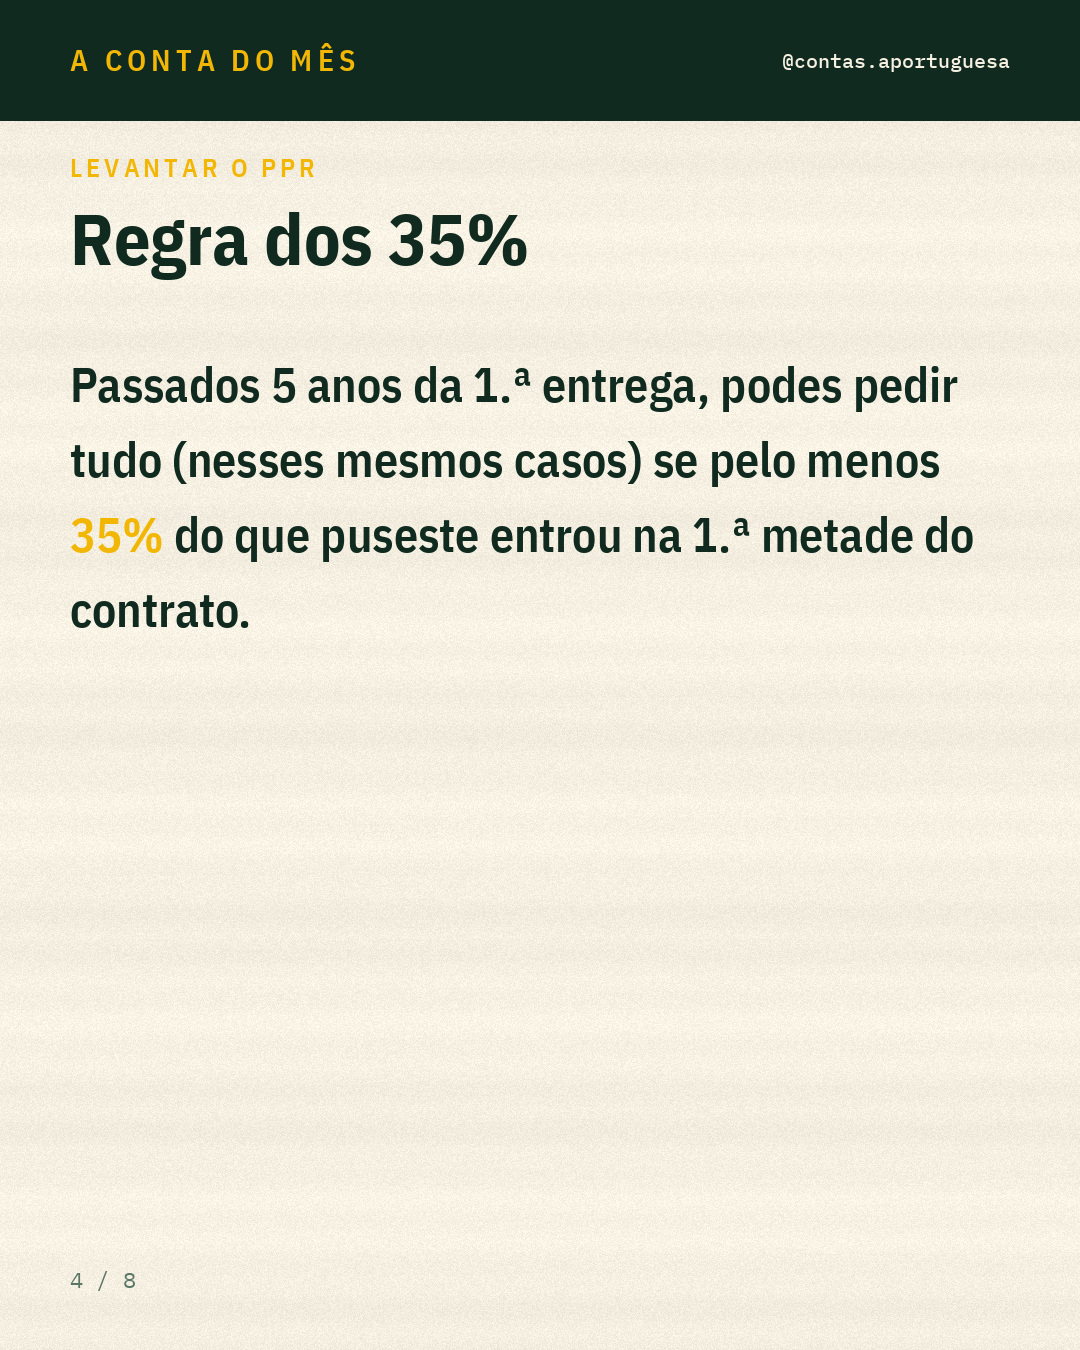 A CONTA DO MÊS
@contas.aportuguesa
LEVANTAR O PPR
Regra dos 35%
Passados 5 anos da 1.ª entrega, podes pedir
tudo (nesses mesmos casos) se pelo menos
35% do que puseste entrou na 1.ª metade do
contrato.
4 / 8